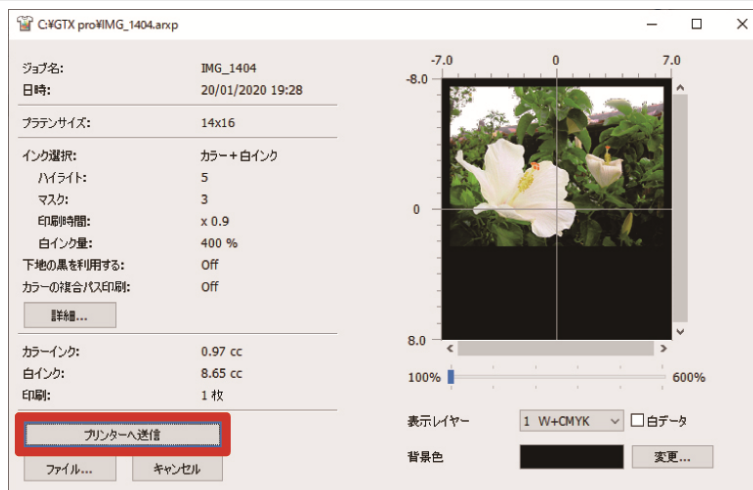 C:¥GTX pro¥IMG_1404.arxp
ジョブ名: IMG_1404
日時: 20/01/2020 19:28
プラテンサイズ: 14x16
インク選択: カラー+白インク
ハイライト: 5
マスク: 3
印刷時間: x 0.9
白インク量: 400 %
下地の黒を利用する: Off
カラーの複合パス印刷: Off
詳細...
カラーインク: 0.97 cc
白インク: 8.65 cc
印刷: 1 枚
プリンターへ送信
ファイル... キャンセル
-7.0 0 7.0
-8.0
0
8.0
100% 600%
表示レイヤー 1 W+CMYK 白データ
背景色 変更...